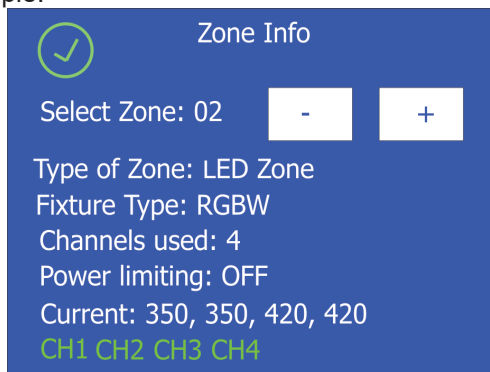 Zone Info
Select Zone: 02 - +
Type of Zone: LED Zone
Fixture Type: RGBW
Channels used: 4
Power limiting: OFF
Current: 350, 350, 420, 420
CH1 CH2 CH3 CH4